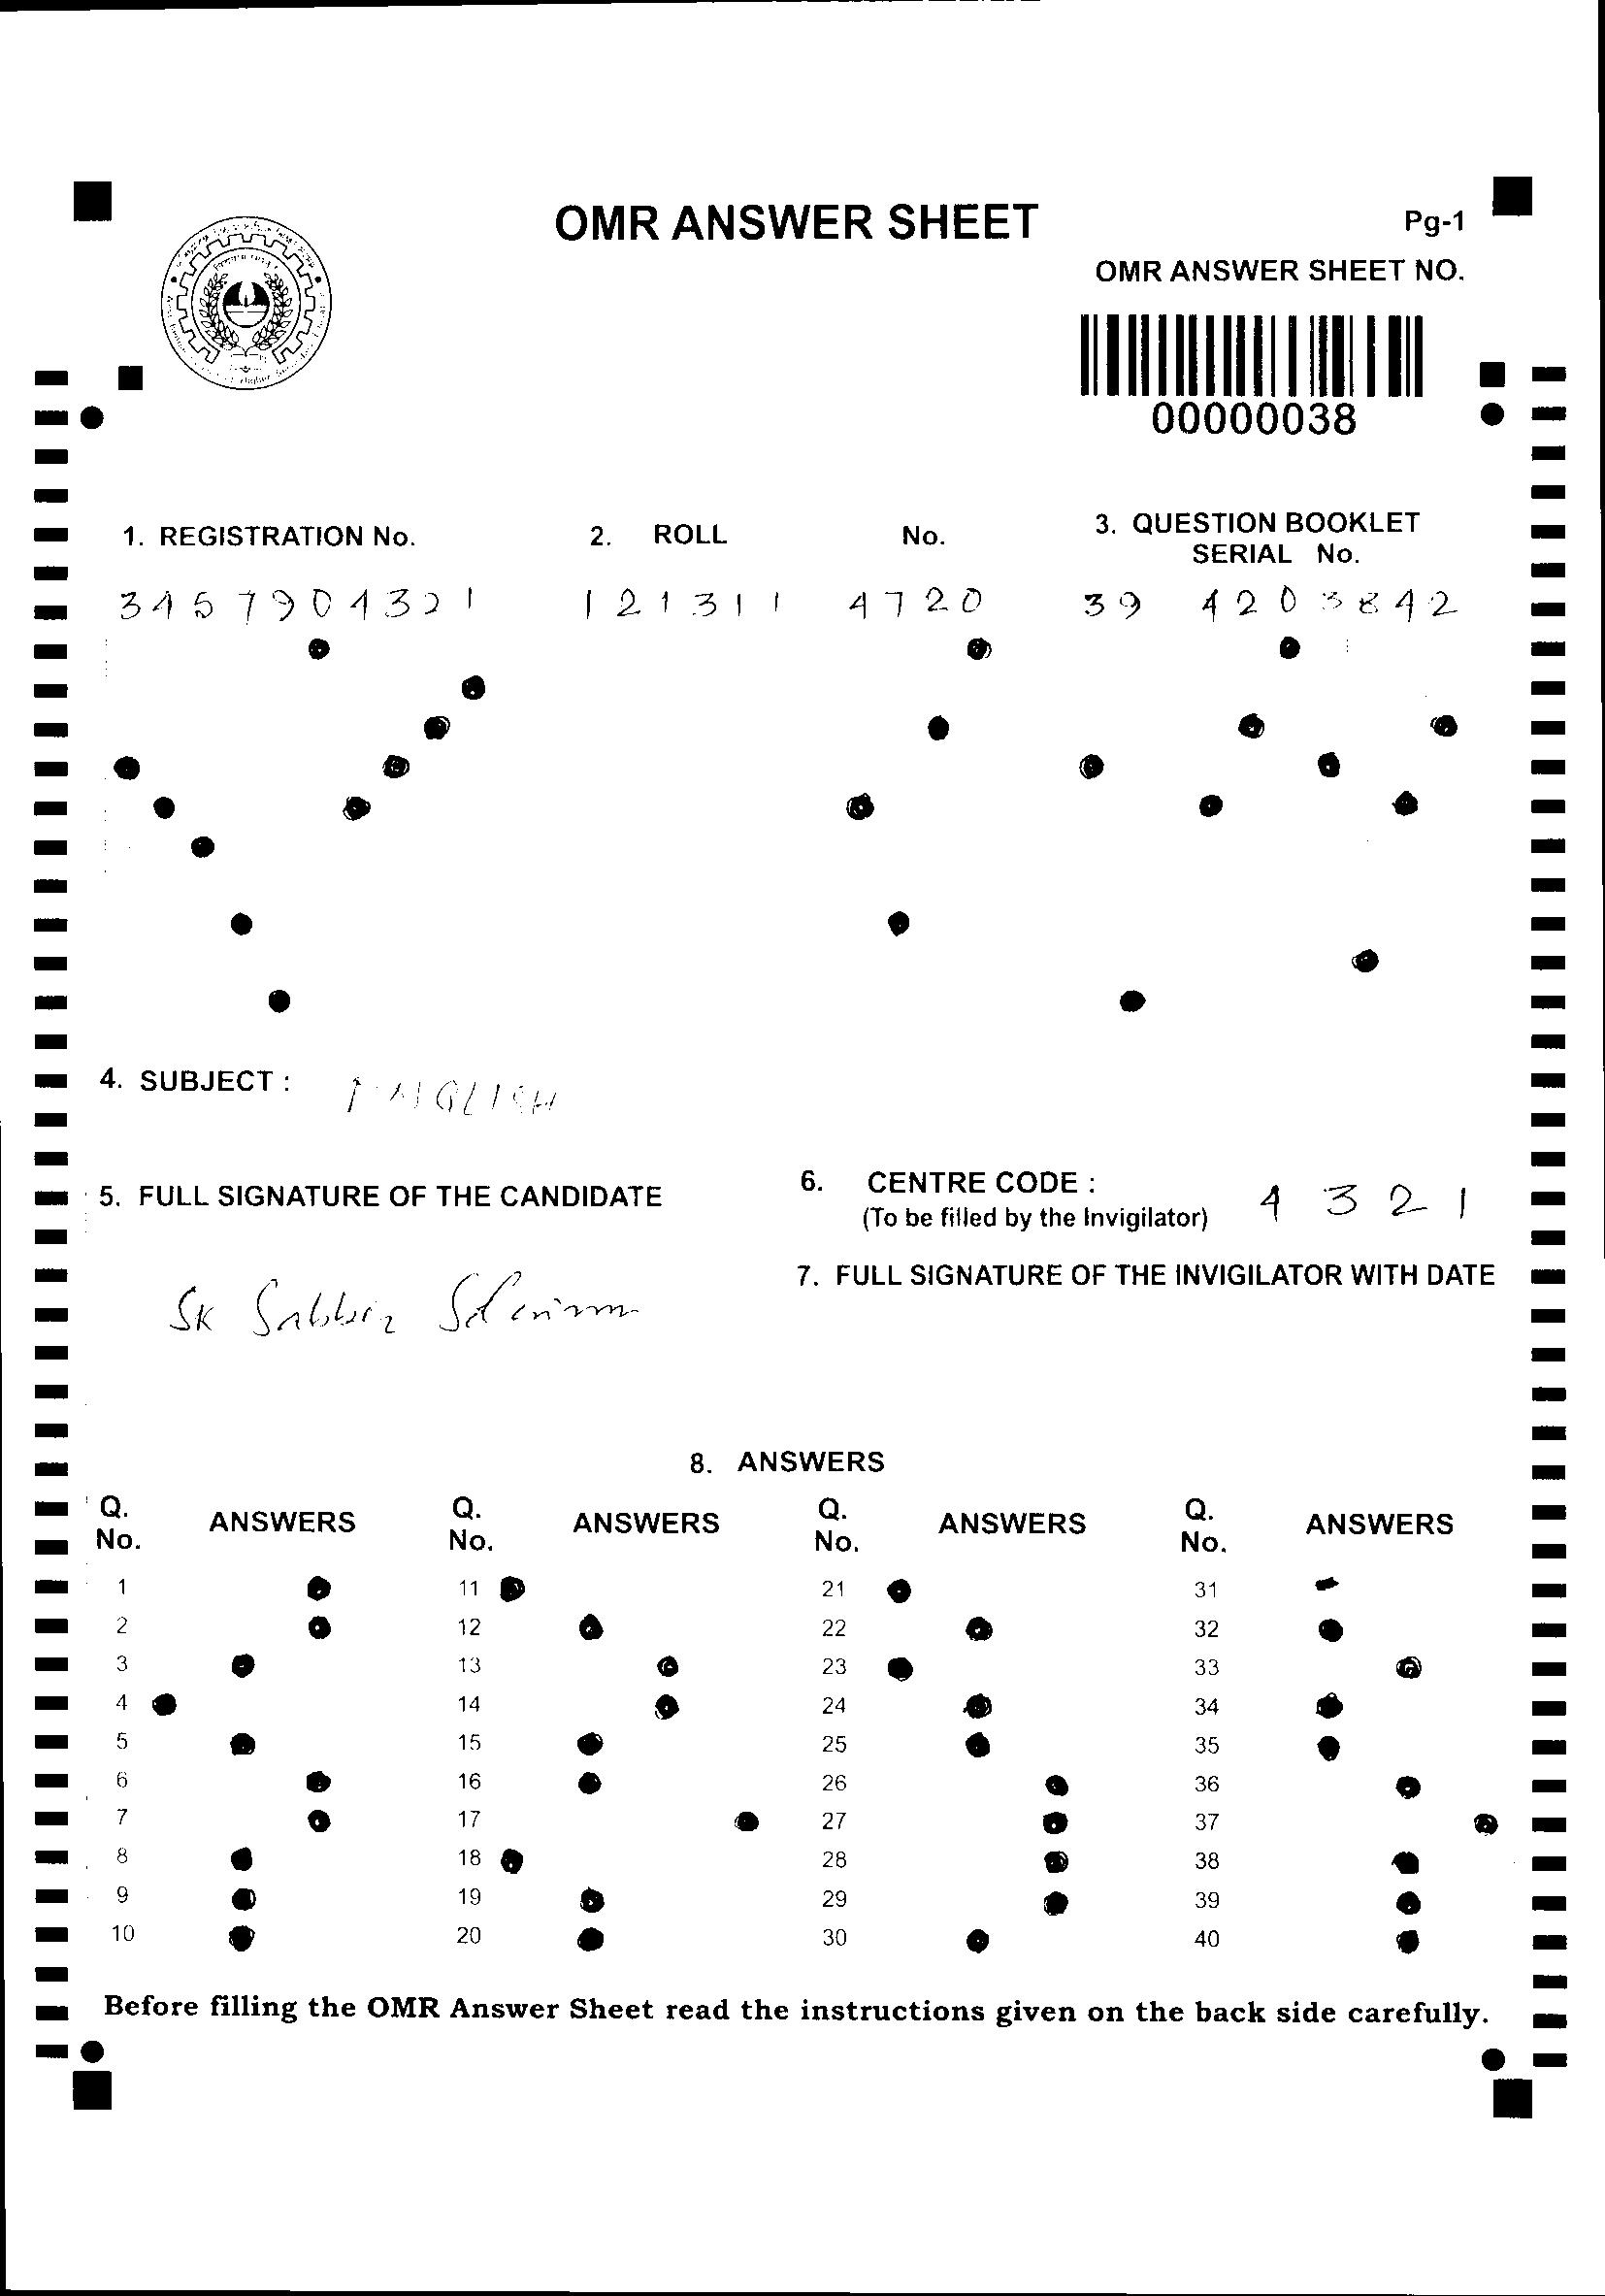 OMR ANSWER SHEET
Pg-1
OMR ANSWER SHEET NO.
00000038
1. REGISTRATION No.
2. ROLL No.
3. QUESTION BOOKLET SERIAL No.
3457904321
121311 4720
39 4203842
4. SUBJECT : ENGLISH
5. FULL SIGNATURE OF THE CANDIDATE
SK Sabbir
6. CENTRE CODE : 4 3 2 1
(To be filled by the Invigilator)
7. FULL SIGNATURE OF THE INVIGILATOR WITH DATE
8. ANSWERS
Q. No. ANSWERS Q. No. ANSWERS Q. No. ANSWERS Q. No. ANSWERS
1 11 21 31
2 12 22 32
3 13 23 33
4 14 24 34
5 15 25 35
6 16 26 36
7 17 27 37
8 18 28 38
9 19 29 39
10 20 30 40
Before filling the OMR Answer Sheet read the instructions given on the back side carefully.